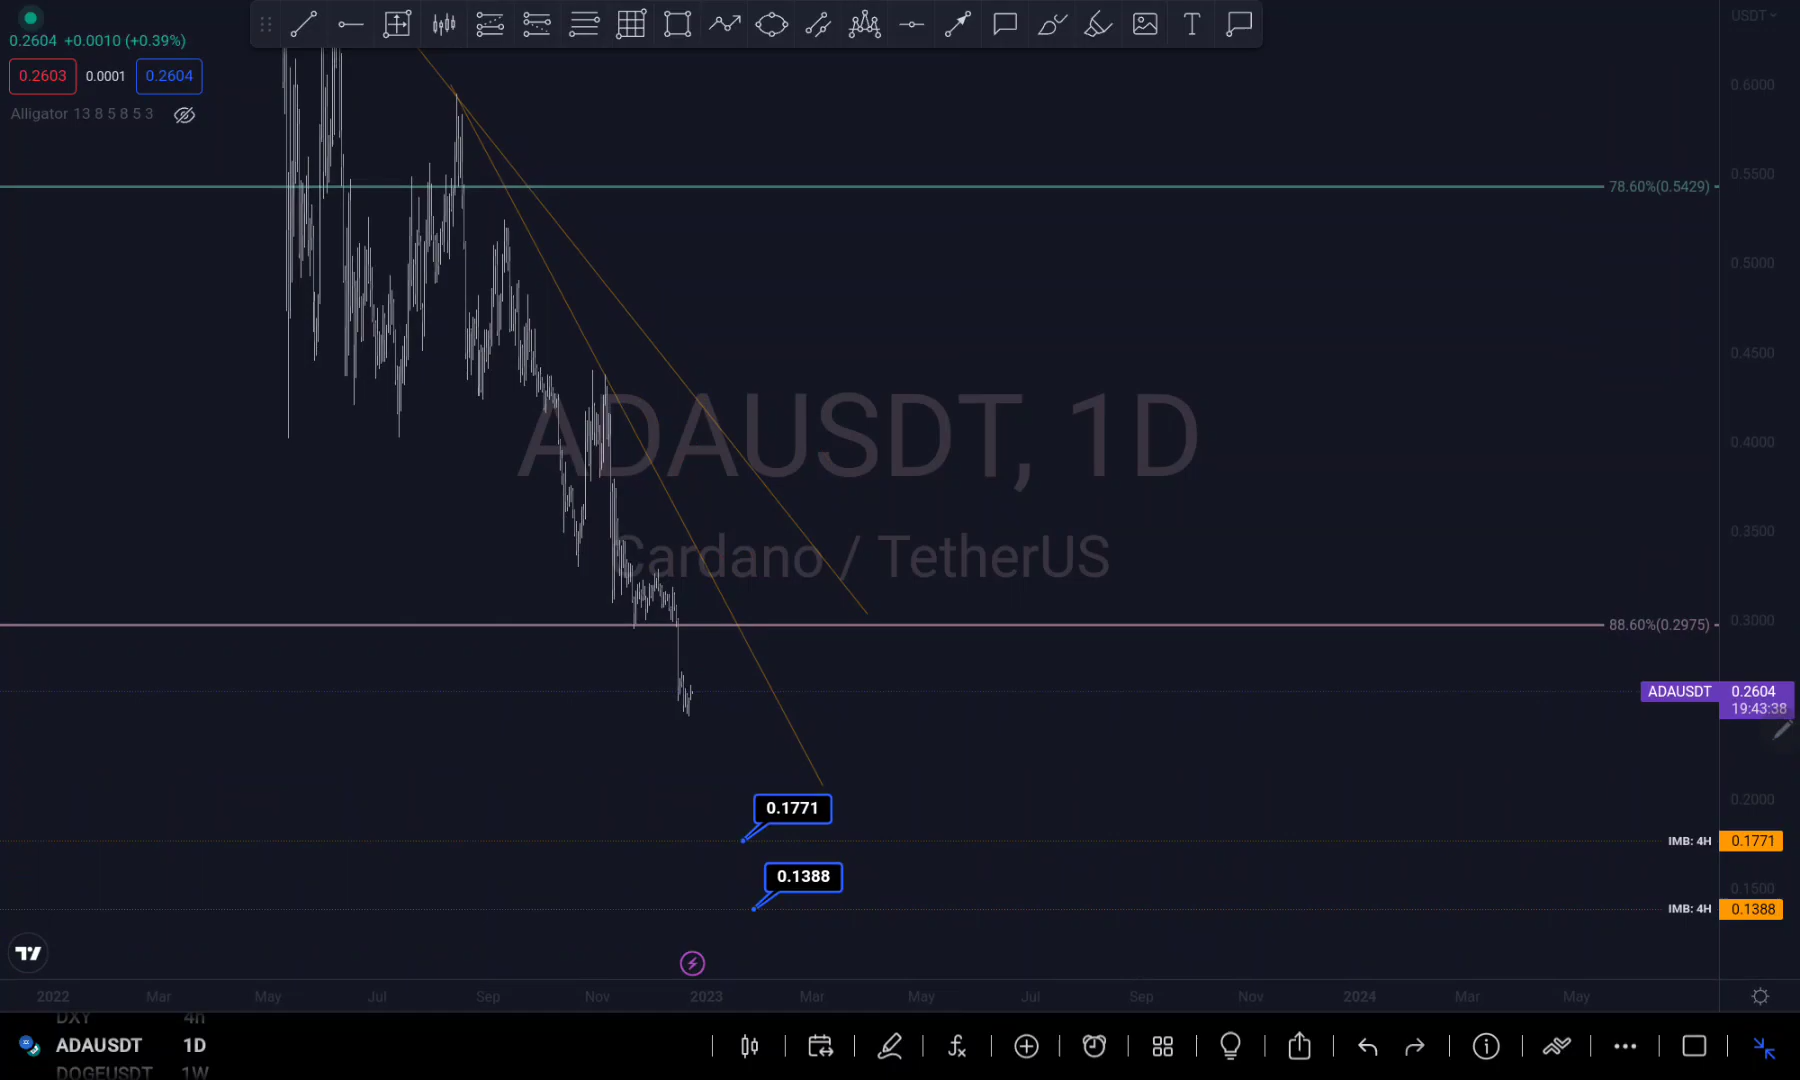 USDT
0.2604 +0.0010 (+0.39%)
0.2603 0.0001 0.2604
Alligator 13 8 5 8 5 3
0.6000
78.60%(0.5429)
0.5500
0.5000
0.4500
ADAUSDT, 1D
0.4000
Cardano / TetherUS
0.3500
88.60%(0.2975)
0.3000
ADAUSDT 0.2604
19:43:38
0.1771
0.2000
IMB: 4H 0.1771
0.1388
0.1500
IMB: 4H 0.1388
2022 Mar May Jul Sep Nov 2023 Mar May Jul Sep Nov 2024 Mar May
DXY 4h
ADAUSDT 1D
DOGEUSDT 1W